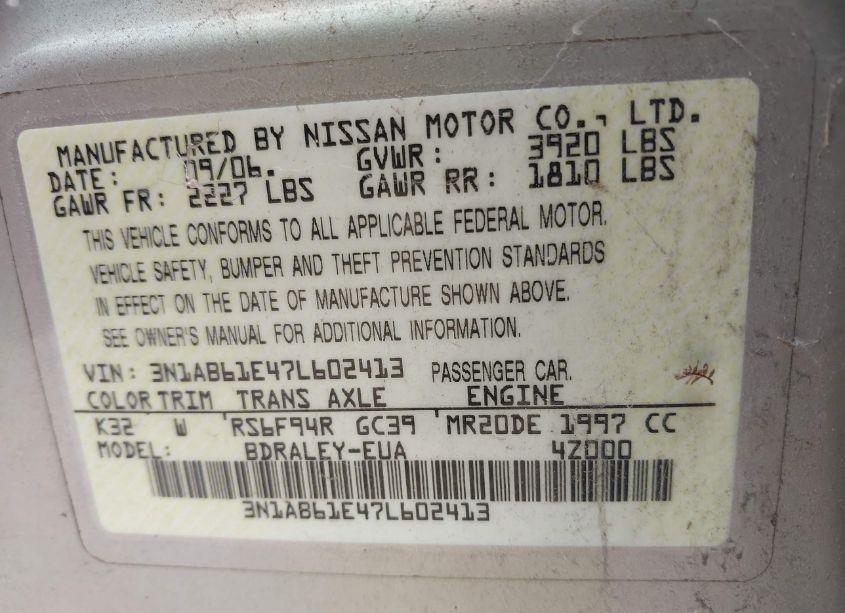 MANUFACTURED BY NISSAN MOTOR CO., LTD.
DATE: 09/06. GVWR: 3920 LBS
GAWR FR: 2227 LBS GAWR RR: 1810 LBS
THIS VEHICLE CONFORMS TO ALL APPLICABLE FEDERAL MOTOR.
VEHICLE SAFETY, BUMPER AND THEFT PREVENTION STANDARDS
IN EFFECT ON THE DATE OF MANUFACTURE SHOWN ABOVE.
SEE OWNER'S MANUAL FOR ADDITIONAL INFORMATION.
VIN: 3N1AB61E47L602413 PASSENGER CAR.
COLOR TRIM TRANS AXLE ENGINE
K32 W RS6F94R GC39 MR20DE 1997 CC
MODEL: BDRALEY-EUA 4Z000
3N1AB61E47L602413